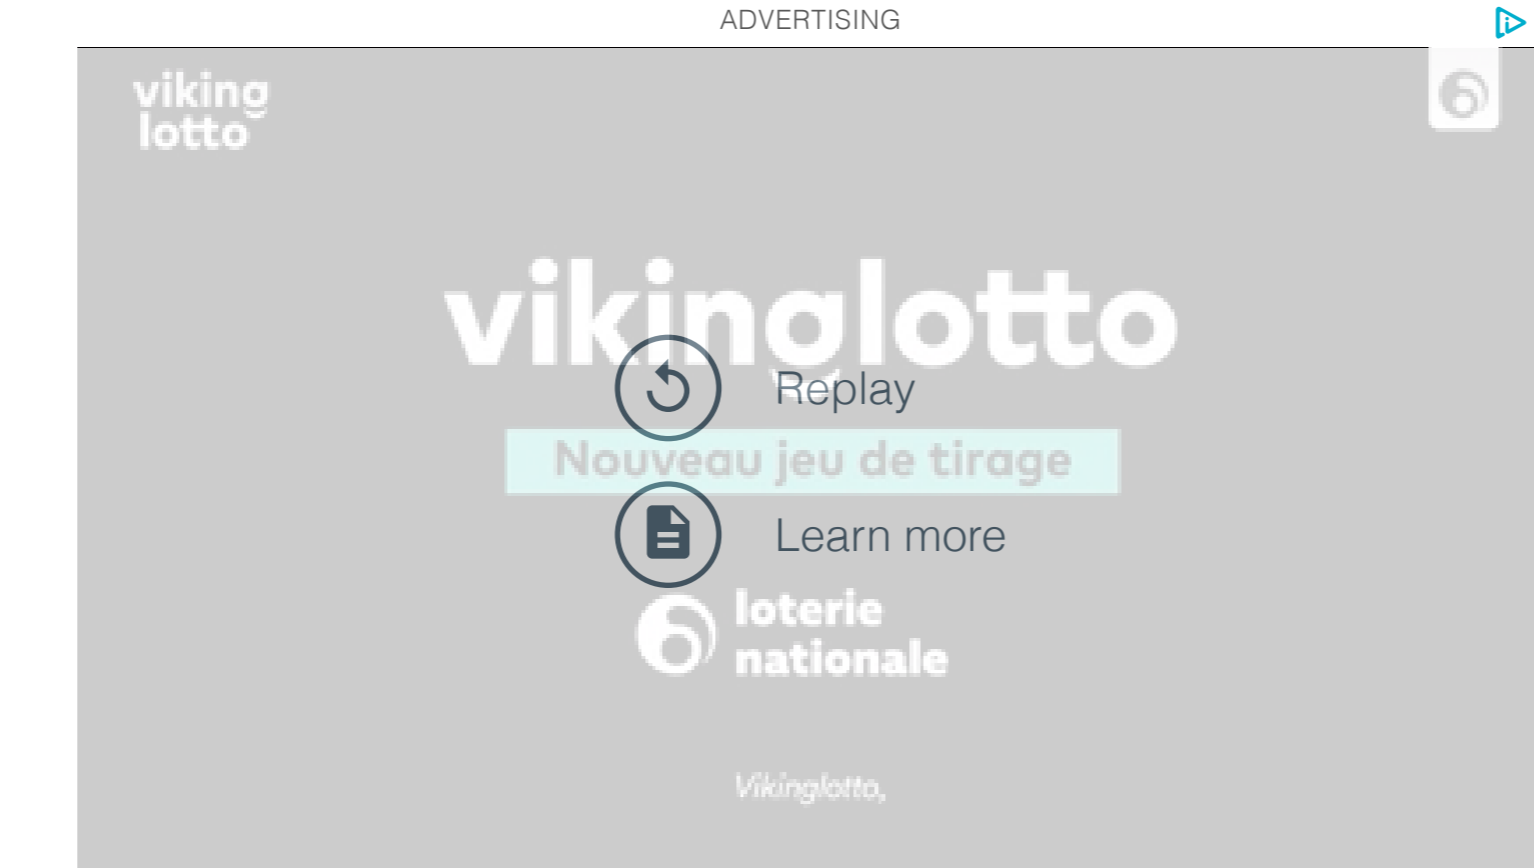 ADVERTISING
viking
lotto
vikinglotto
Replay
Nouveau jeu de tirage
Learn more
loterie
nationale
Vikinglotto,